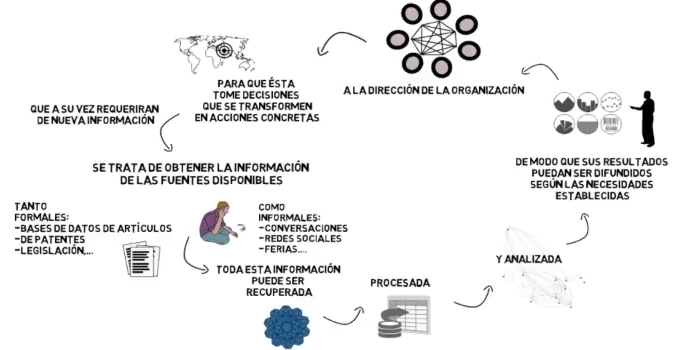 SE TRATA DE OBTENER LA INFORMACIÓN
DE LAS FUENTES DISPONIBLES
TANTO
FORMALES:
-BASES DE DATOS DE ARTÍCULOS
-DE PATENTES
-LEGISLACIÓN,...
COMO
INFORMALES:
-CONVERSACIONES
-REDES SOCIALES
-FERIAS,...
TODA ESTA INFORMACIÓN
PUEDE SER
RECUPERADA
PROCESADA
Y ANALIZADA
DE MODO QUE SUS RESULTADOS
PUEDAN SER DIFUNDIDOS
SEGÚN LAS NECESIDADES
ESTABLECIDAS
A LA DIRECCIÓN DE LA ORGANIZACIÓN
PARA QUE ÉSTA
TOME DECISIONES
QUE SE TRANSFORMEN
EN ACCIONES CONCRETAS
QUE A SU VEZ REQUERIRAN
DE NUEVA INFORMACIÓN